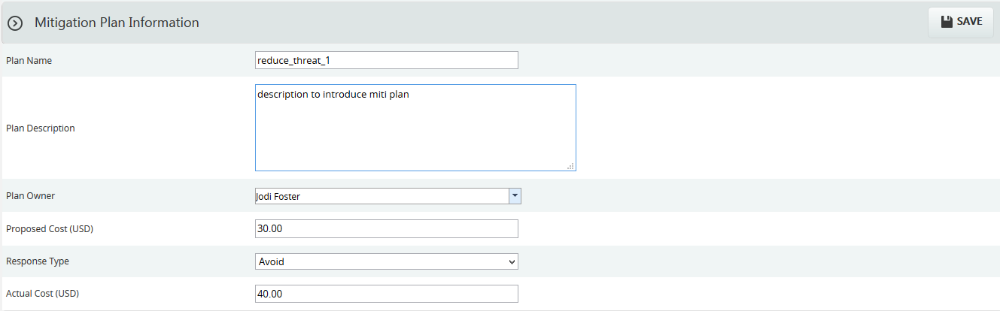 Mitigation Plan Information
SAVE
Plan Name
reduce_threat_1
Plan Description
description to introduce miti plan
Plan Owner
Jodi Foster
Proposed Cost (USD)
30.00
Response Type
Avoid
Actual Cost (USD)
40.00